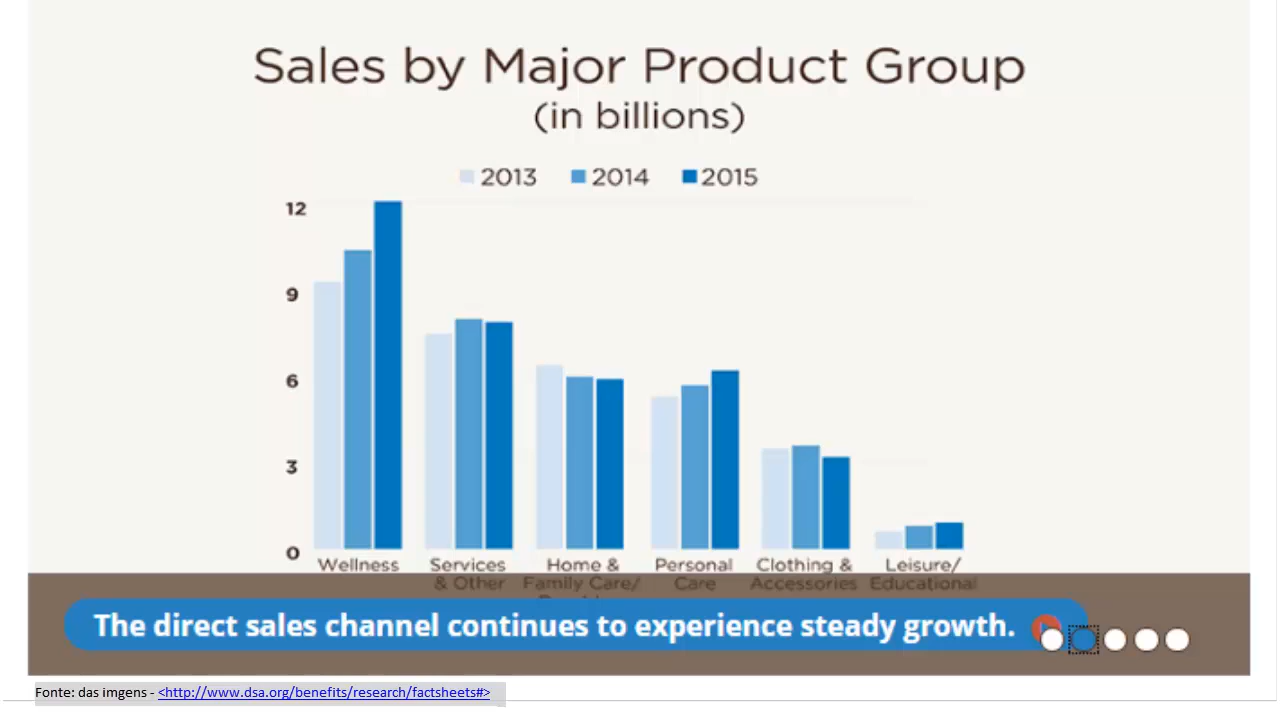 Sales by Major Product Group
(in billions)
2013 2014 2015
12
9
6
3
0
Wellness Services Home & Personal Clothing & Leisure/
& Other Family Care/ Care Accessories Educational
The direct sales channel continues to experience steady growth.
Fonte: das imgens - <http://www.dsa.org/benefits/research/factsheets#>